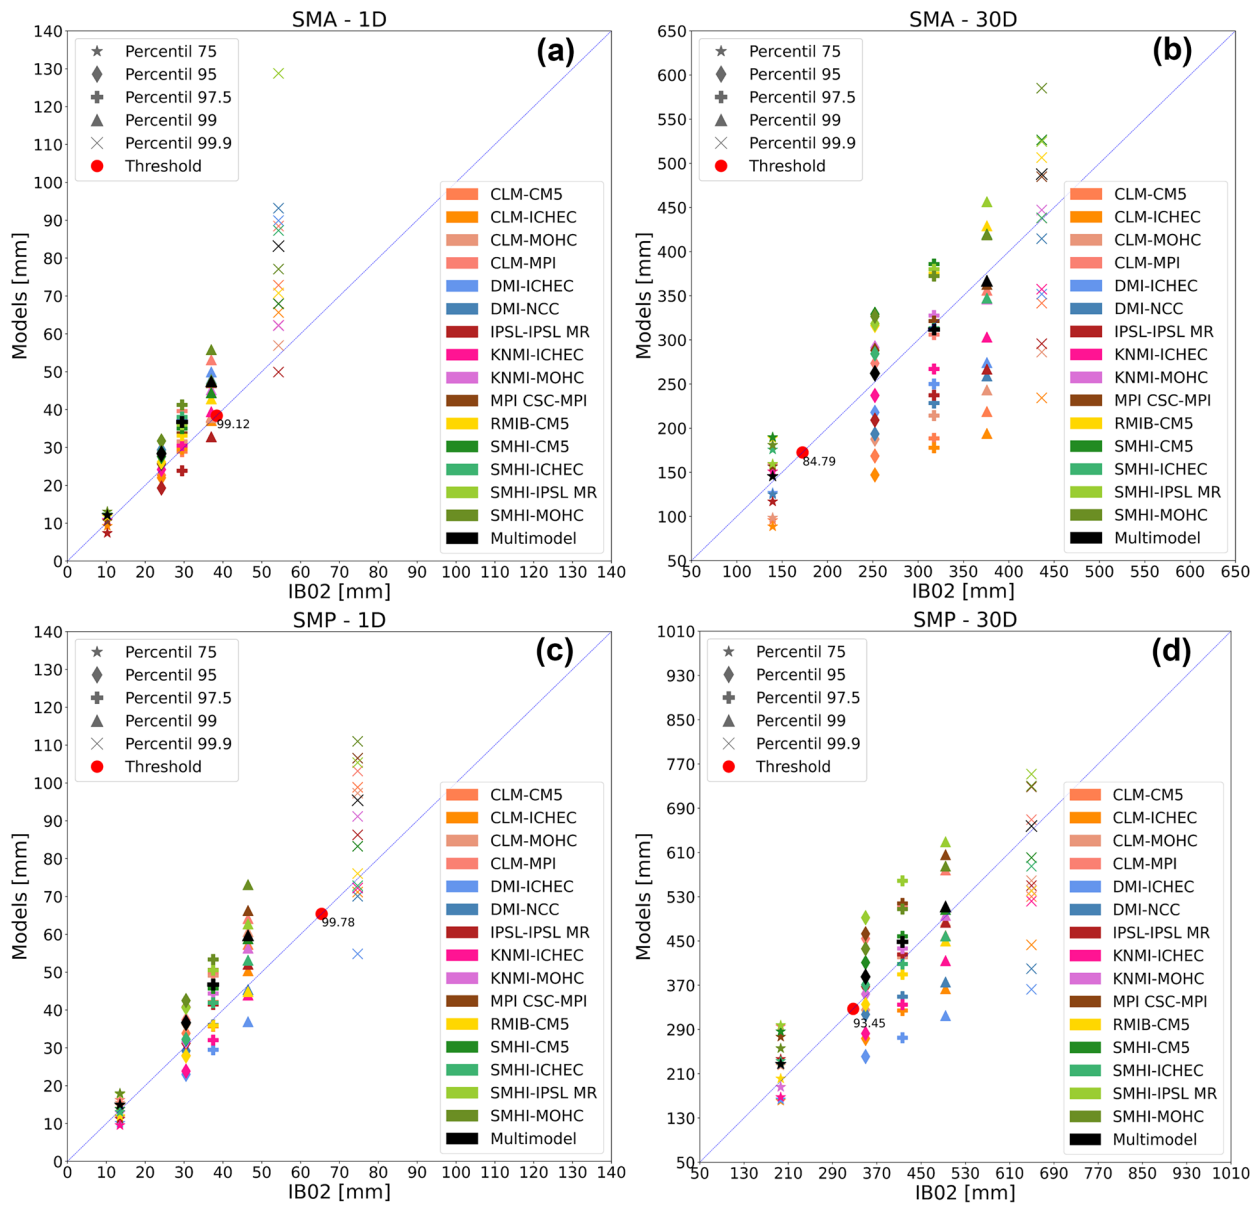 SMA - 1D
(a)
Models [mm]
140
130
120
110
100
90
80
70
60
50
40
30
20
10
0
Percentil 75
Percentil 95
Percentil 97.5
Percentil 99
Percentil 99.9
Threshold
99.12
CLM-CM5
CLM-ICHEC
CLM-MOHC
CLM-MPI
DMI-ICHEC
DMI-NCC
IPSL-IPSL MR
KNMI-ICHEC
KNMI-MOHC
MPI CSC-MPI
RMIB-CM5
SMHI-CM5
SMHI-ICHEC
SMHI-IPSL MR
SMHI-MOHC
Multimodel
0 10 20 30 40 50 60 70 80 90 100 110 120 130 140
IB02 [mm]
SMA - 30D
(b)
Models [mm]
650
600
550
500
450
400
350
300
250
200
150
100
50
Percentil 75
Percentil 95
Percentil 97.5
Percentil 99
Percentil 99.9
Threshold
84.79
CLM-CM5
CLM-ICHEC
CLM-MOHC
CLM-MPI
DMI-ICHEC
DMI-NCC
IPSL-IPSL MR
KNMI-ICHEC
KNMI-MOHC
MPI CSC-MPI
RMIB-CM5
SMHI-CM5
SMHI-ICHEC
SMHI-IPSL MR
SMHI-MOHC
Multimodel
50 100 150 200 250 300 350 400 450 500 550 600 650
IB02 [mm]
SMP - 1D
(c)
Models [mm]
140
130
120
110
100
90
80
70
60
50
40
30
20
10
0
Percentil 75
Percentil 95
Percentil 97.5
Percentil 99
Percentil 99.9
Threshold
99.78
CLM-CM5
CLM-ICHEC
CLM-MOHC
CLM-MPI
DMI-ICHEC
DMI-NCC
IPSL-IPSL MR
KNMI-ICHEC
KNMI-MOHC
MPI CSC-MPI
RMIB-CM5
SMHI-CM5
SMHI-ICHEC
SMHI-IPSL MR
SMHI-MOHC
Multimodel
0 10 20 30 40 50 60 70 80 90 100 110 120 130 140
IB02 [mm]
SMP - 30D
(d)
Models [mm]
1010
930
850
770
690
610
530
450
370
290
210
130
50
Percentil 75
Percentil 95
Percentil 97.5
Percentil 99
Percentil 99.9
Threshold
93.45
CLM-CM5
CLM-ICHEC
CLM-MOHC
CLM-MPI
DMI-ICHEC
DMI-NCC
IPSL-IPSL MR
KNMI-ICHEC
KNMI-MOHC
MPI CSC-MPI
RMIB-CM5
SMHI-CM5
SMHI-ICHEC
SMHI-IPSL MR
SMHI-MOHC
Multimodel
50 130 210 290 370 450 530 610 690 770 850 930 1010
IB02 [mm]